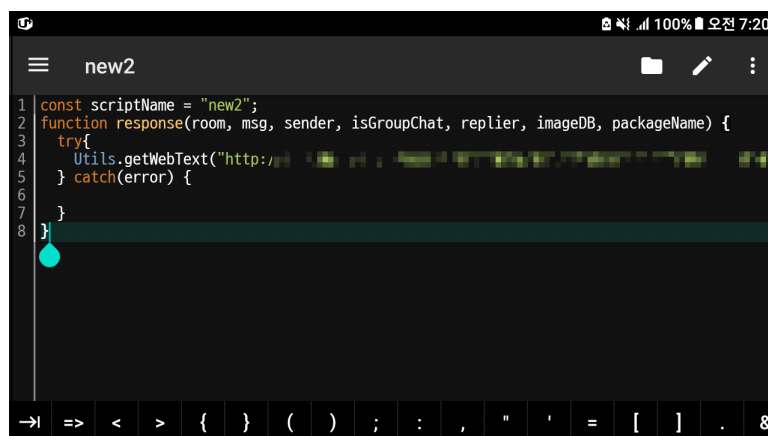 U+ 100% 오전 7:20
new2
1 const scriptName = "new2";
2 function response(room, msg, sender, isGroupChat, replier, imageDB, packageName) {
3 try{
4 Utils.getWebText("http:/
5 } catch(error) {
6
7 }
8 }
=> < > { } ( ) ; : , " ' = [ ] . &